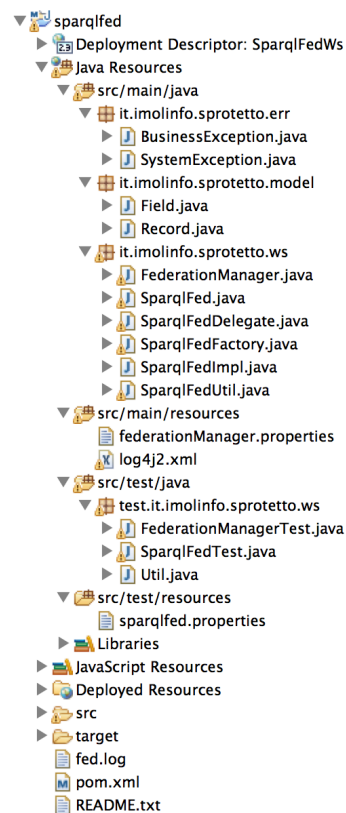 sparqlfed
Deployment Descriptor: SparqlFedWs
Java Resources
src/main/java
it.imolinfo.sprotetto.err
BusinessException.java
SystemException.java
it.imolinfo.sprotetto.model
Field.java
Record.java
it.imolinfo.sprotetto.ws
FederationManager.java
SparqlFed.java
SparqlFedDelegate.java
SparqlFedFactory.java
SparqlFedImpl.java
SparqlFedUtil.java
src/main/resources
federationManager.properties
log4j2.xml
src/test/java
test.it.imolinfo.sprotetto.ws
FederationManagerTest.java
SparqlFedTest.java
Util.java
src/test/resources
sparqlfed.properties
Libraries
JavaScript Resources
Deployed Resources
src
target
fed.log
pom.xml
README.txt